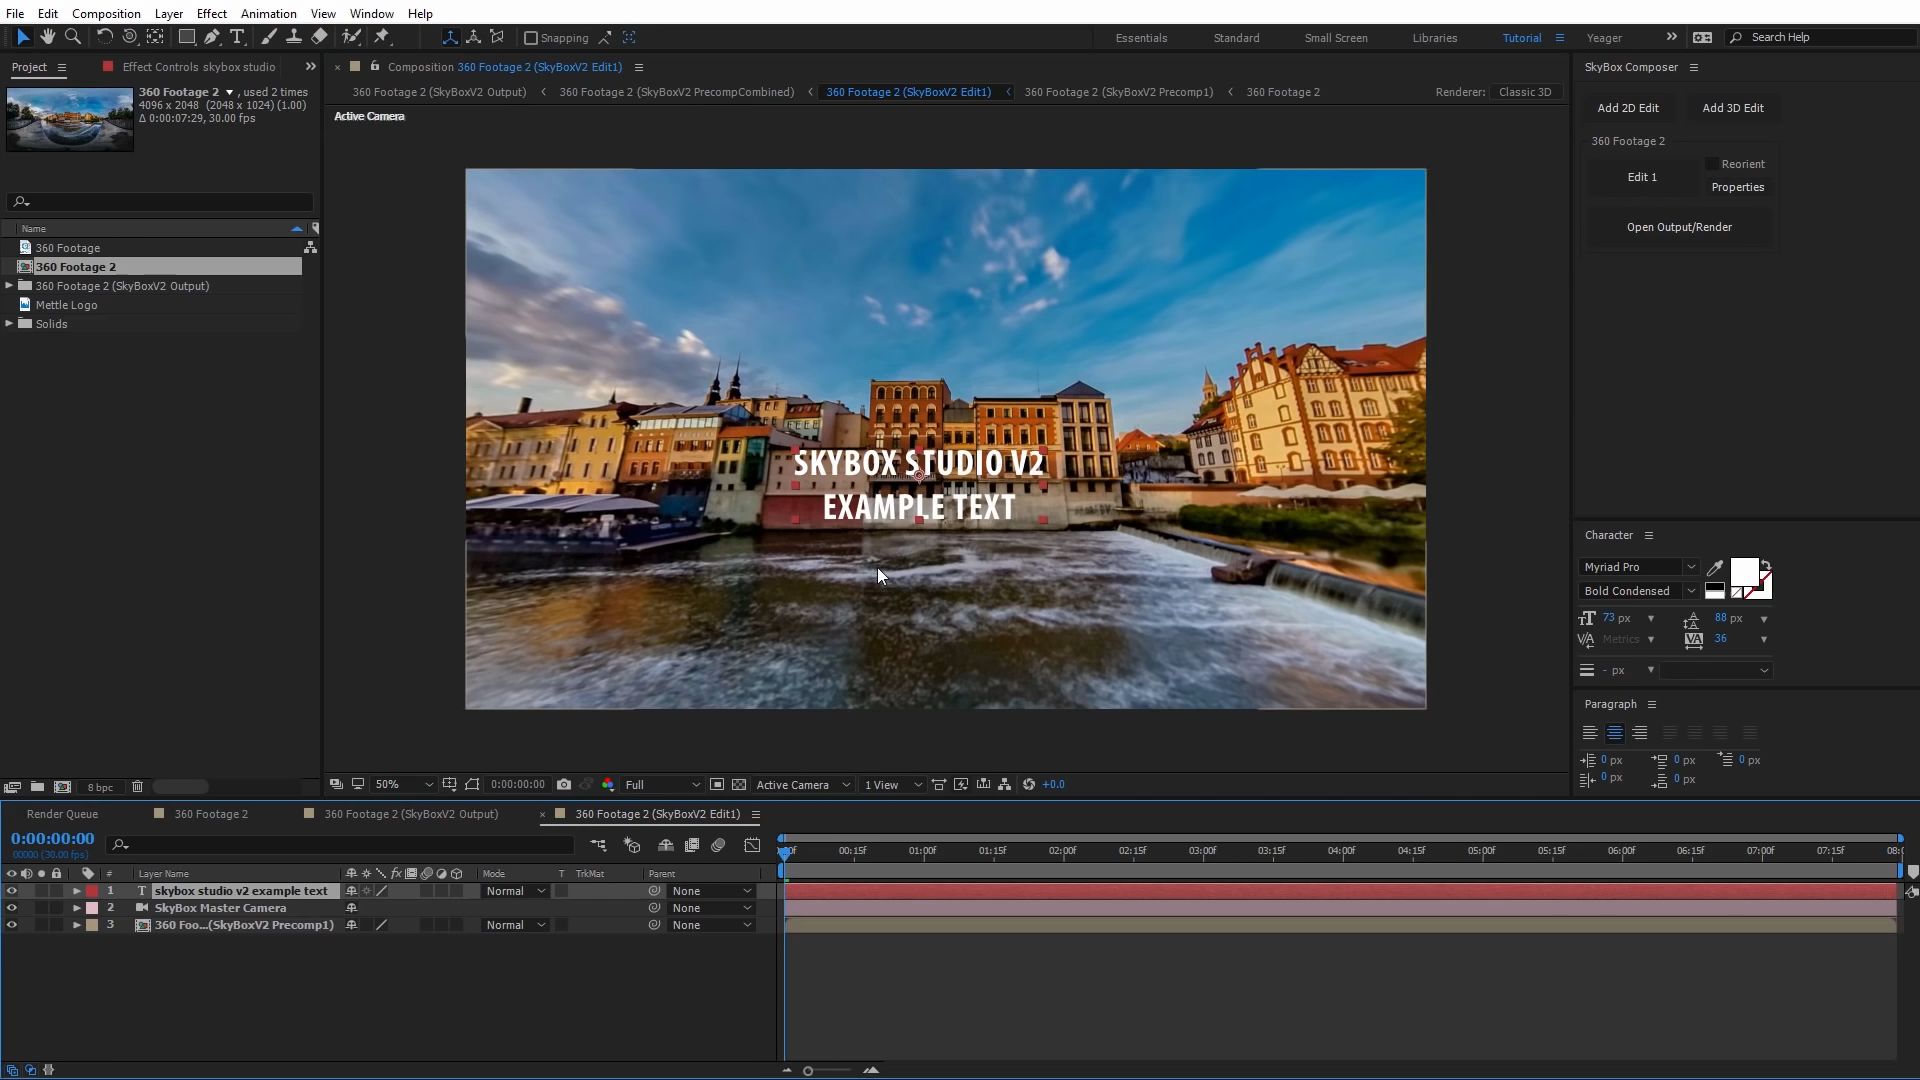 File Edit Composition Layer Effect Animation View Window Help
Snapping
Essentials Standard Small Screen Libraries Tutorial Yeager Search Help
Project Effect Controls skybox studio
Composition 360 Footage 2 (SkyBoxV2 Edit1)
SkyBox Composer
360 Footage 2 , used 2 times
4096 x 2048 (2048 x 1024) (1.00)
Δ 0:00:07:29, 30.00 fps
360 Footage 2 (SkyBoxV2 Output) 360 Footage 2 (SkyBoxV2 PrecompCombined) 360 Footage 2 (SkyBoxV2 Edit1) 360 Footage 2 (SkyBoxV2 Precomp1) 360 Footage 2
Renderer: Classic 3D
Active Camera
Add 2D Edit Add 3D Edit
360 Footage 2
Reorient
Edit 1
Properties
Open Output/Render
Name
360 Footage
360 Footage 2
360 Footage 2 (SkyBoxV2 Output)
Mettle Logo
Solids
SKYBOX STUDIO V2
EXAMPLE TEXT
Character
Myriad Pro
Bold Condensed
73 px 88 px
Metrics 36
- px
Paragraph
0 px 0 px 0 px
0 px 0 px
8 bpc
50% 0:00:00:00 Full Active Camera 1 View +0.0
Render Queue 360 Footage 2 360 Footage 2 (SkyBoxV2 Output) 360 Footage 2 (SkyBoxV2 Edit1)
0:00:00:00
00000 (30.00 fps)
00:15f 01:00f 01:15f 02:00f 02:15f 03:00f 03:15f 04:00f 04:15f 05:00f 05:15f 06:00f 06:15f 07:00f 07:15f
# Layer Name fx Mode T TrkMat Parent
1 T skybox studio v2 example text Normal None
2 SkyBox Master Camera None
3 360 Foo...(SkyBoxV2 Precomp1) Normal None